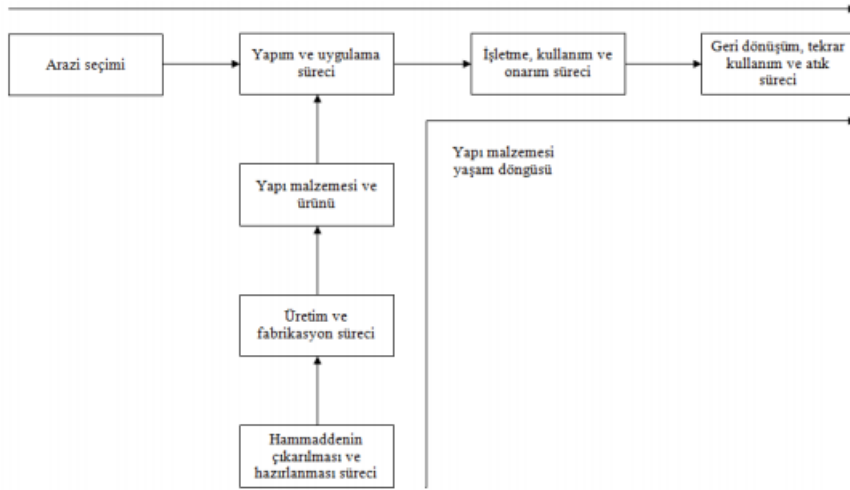 Arazi seçimi
Yapım ve uygulama
süreci
İşletme, kullanım ve
onarım süreci
Geri dönüşüm, tekrar
kullanım ve atık
süreci
Yapı malzemesi
yaşam döngüsü
Yapı malzemesi ve
ürünü
Üretim ve
fabrikasyon süreci
Hammaddenin
çıkarılması ve
hazırlanması süreci